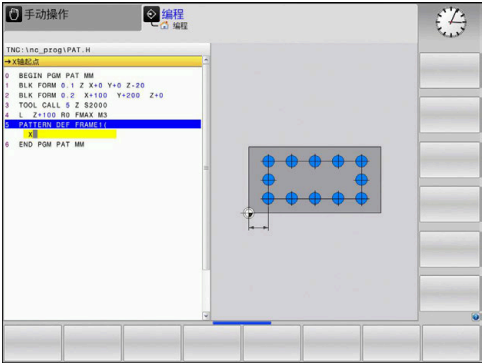 手动操作
编程
编程
TNC:\nc_prog\PAT.H
→X轴起点
0 BEGIN PGM PAT MM
1 BLK FORM 0.1 Z X+0 Y+0 Z-20
2 BLK FORM 0.2 X+100 Y+200 Z+0
3 TOOL CALL 5 Z S2000
4 L Z+100 R0 FMAX M3
5 PATTERN DEF FRAME1(
X
6 END PGM PAT MM